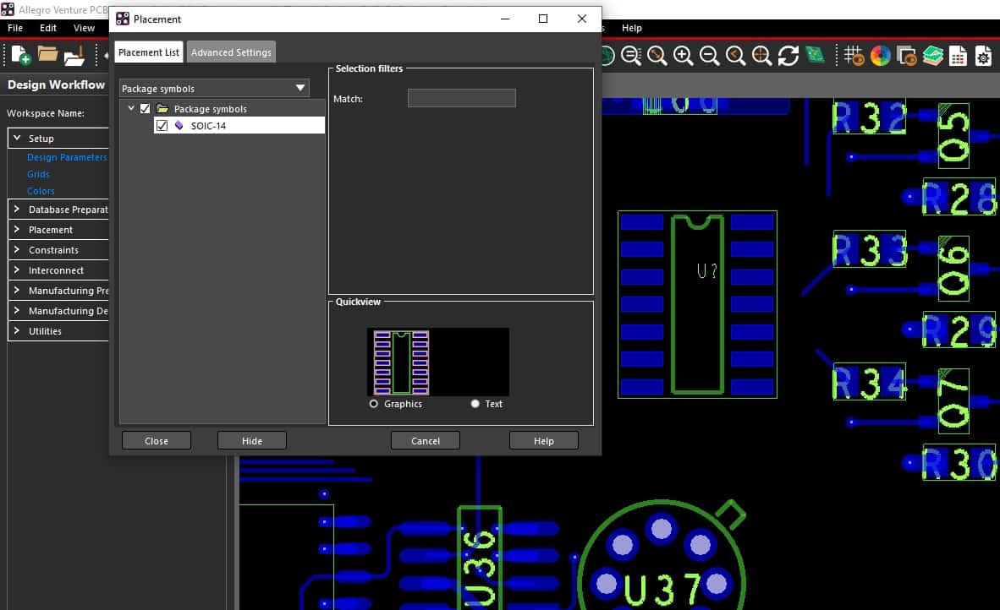 Allegro Venture PCB
Placement
File Edit View
Help
Placement List Advanced Settings
Selection filters
Design Workflow
Package symbols
Match:
Workspace Name:
Package symbols
SOIC-14
Setup
Design Parameters
Grids
Colors
Database Preparat
Placement
Constraints
Interconnect
Manufacturing Pre
Manufacturing De
Utilities
Quickview
Graphics Text
Close Hide Cancel Help
R32
Q5
R28
U?
R33
Q6
R29
R34
Q7
R30
U36
U37